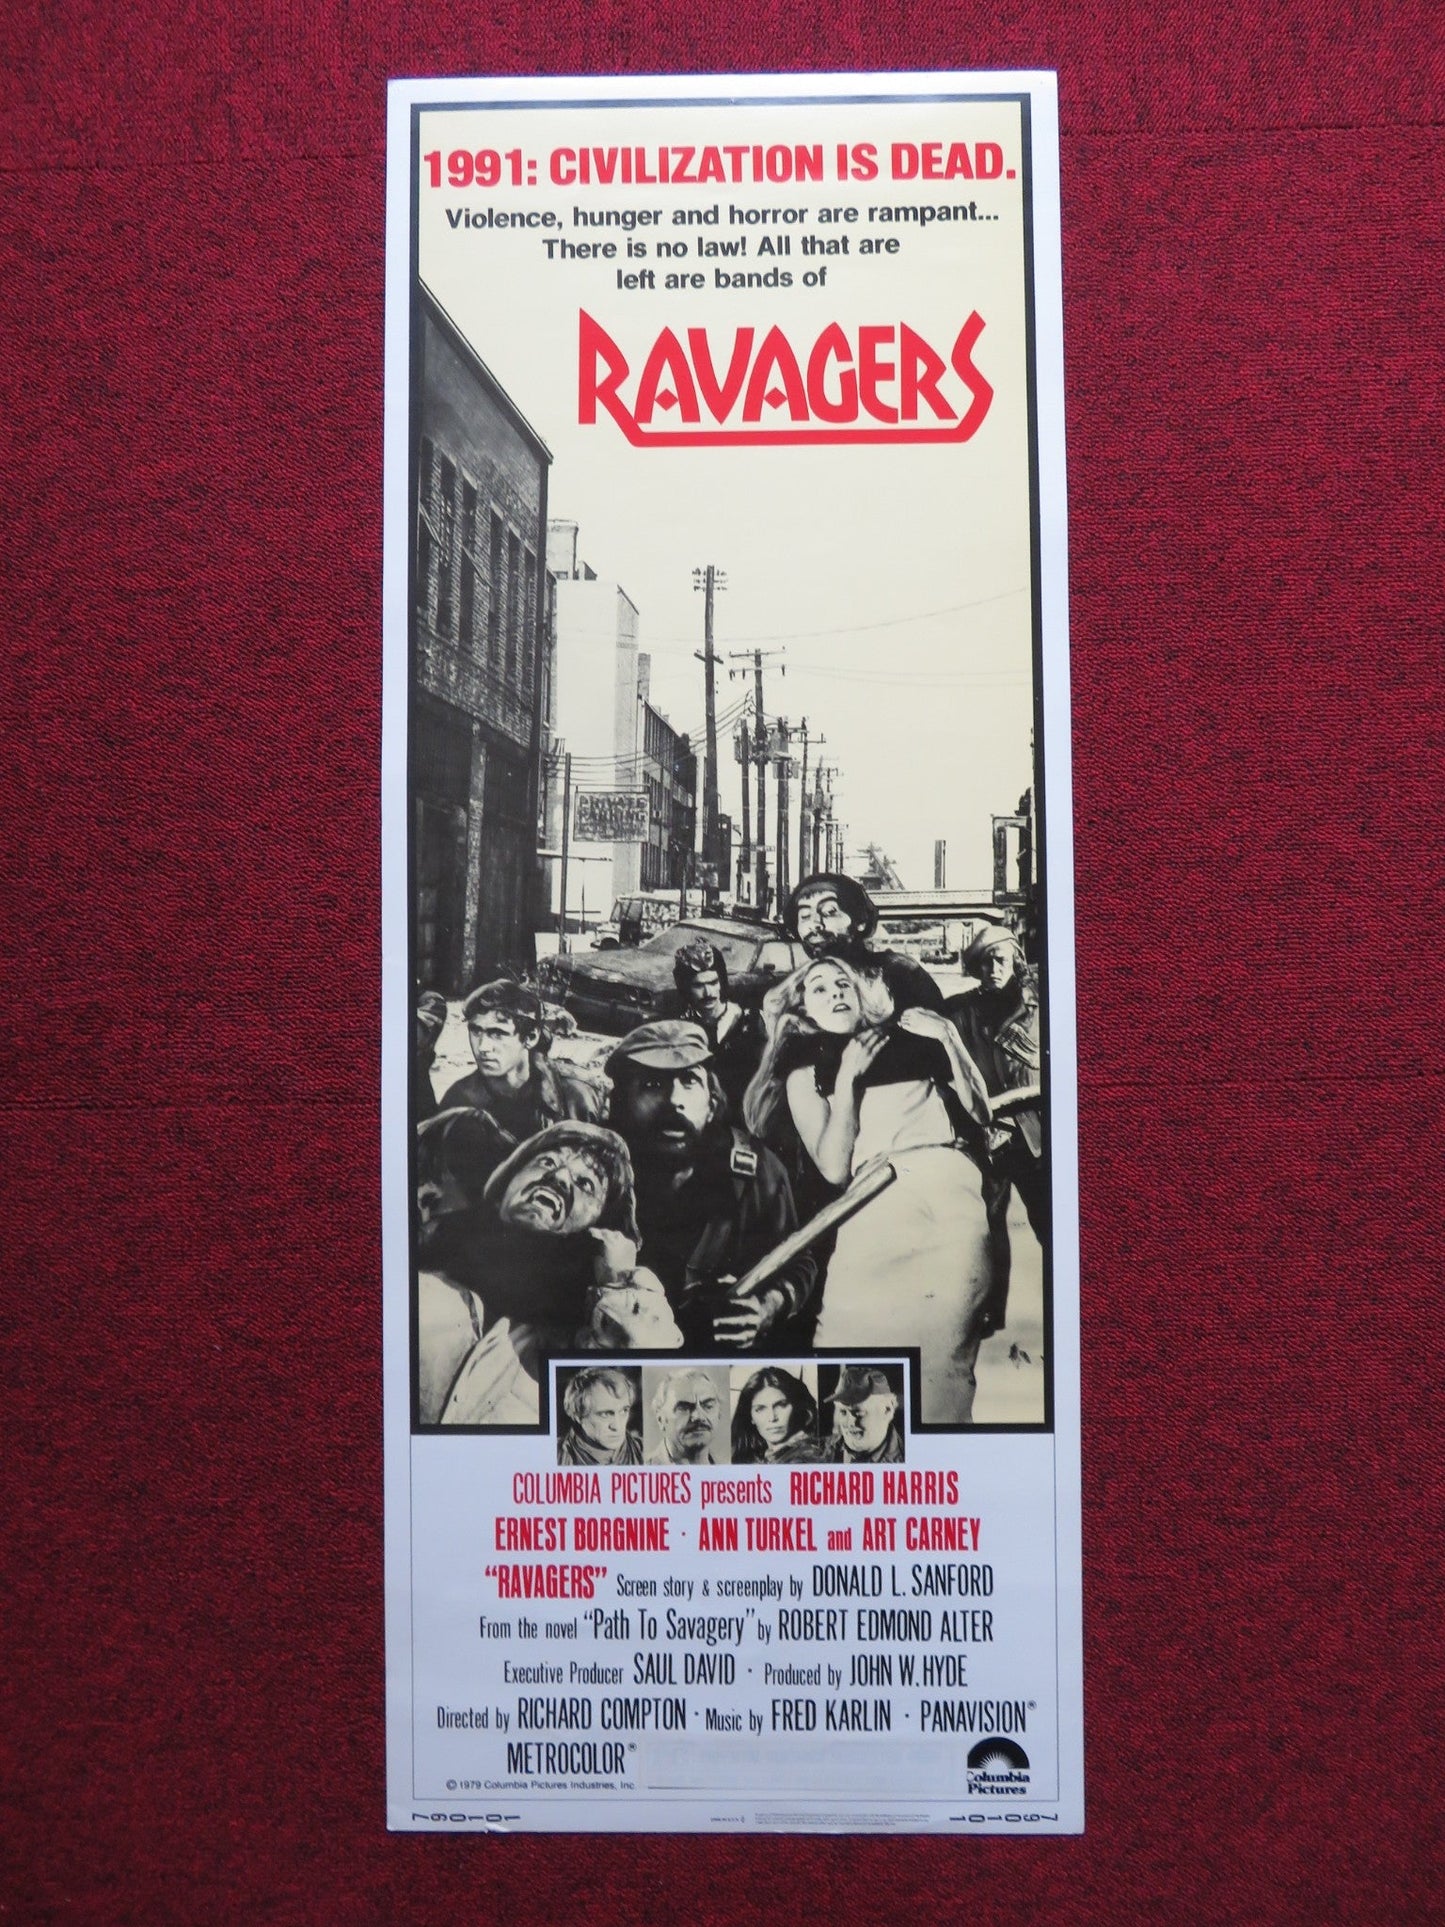 1991: CIVILIZATION IS DEAD.
Violence, hunger and horror are rampant...
There is no law! All that are
left are bands of
RAVAGERS
PRIVATE
PARKING
COLUMBIA PICTURES presents RICHARD HARRIS
ERNEST BORGNINE · ANN TURKEL and ART CARNEY
"RAVAGERS" Screen story & screenplay by DONALD L. SANFORD
From the novel "Path To Savagery" by ROBERT EDMOND ALTER
Executive Producer SAUL DAVID · Produced by JOHN W. HYDE
Directed by RICHARD COMPTON · Music by FRED KARLIN · PANAVISION®
METROCOLOR®
© 1979 Columbia Pictures Industries, Inc.
Columbia
Pictures
790101
790101